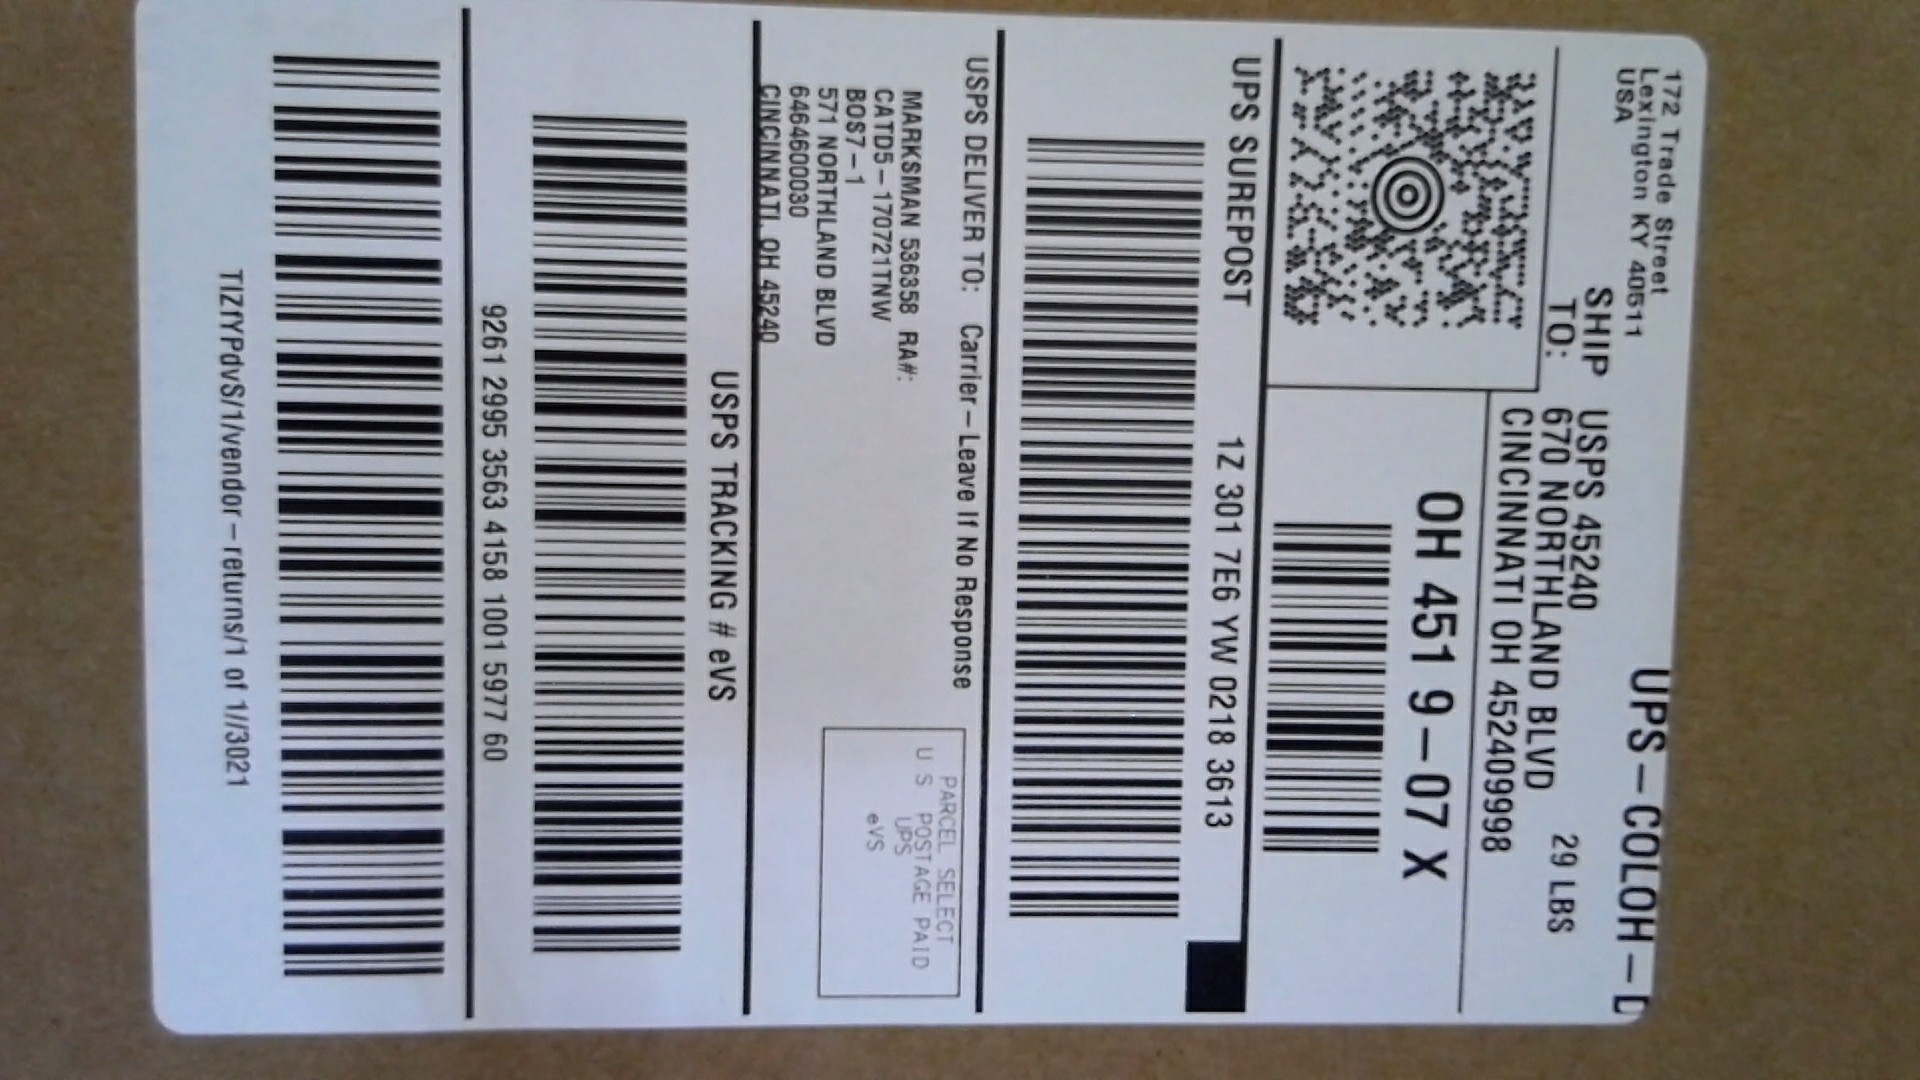 172 Trade Street
Lexington KY 40511
USA
UPS-COLOH-D
29 LBS
SHIP
TO:
USPS 45240
670 NORTHLAND BLVD
CINCINNATI OH 452409998
OH 451 9-07 X
UPS SUREPOST
1Z 301 7E6 YW 0218 3613
USPS DELIVER TO:
Carrier-Leave If No Response
MARKSMAN 536358 RA#:
CATD5-170721TNW
BOS7-1
571 NORTHLAND BLVD
6464600030
CINCINNATI, OH 45240
PARCEL SELECT
U S POSTAGE PAID
UPS
eVS
USPS TRACKING # eVS
9261 2995 3563 4158 1001 5977 60
TIZfYPdvS/1/vendor-returns/1 of 1//3021